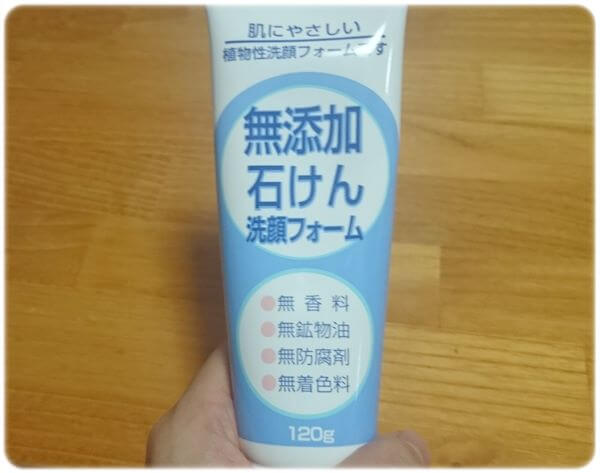 肌にやさしい
植物性洗顔フォームです
無添加
石けん
洗顔フォーム
●無香料
●無鉱物油
●無防腐剤
●無着色料
120g